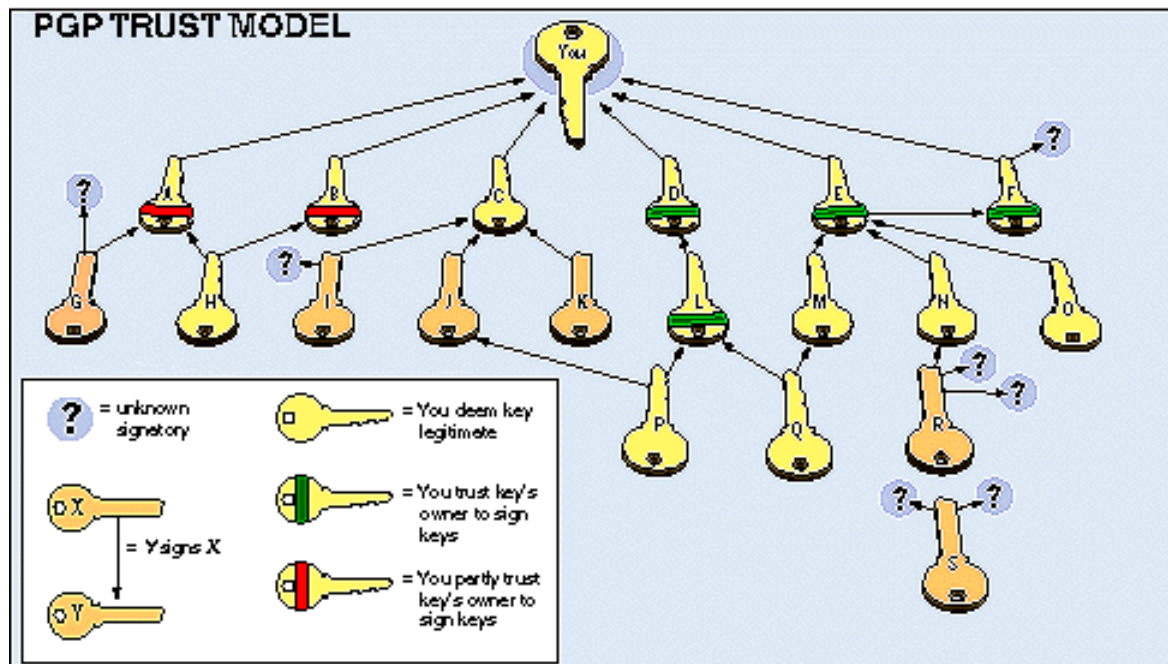 PGP TRUST MODEL
You
?
?
A
B
C
D
E
F
?
G
H
I
J
K
L
M
N
O
?
?
P
Q
R
?
?
S
? = unknown
signatory
X
= Y signs X
Y
= You deem key
legitimate
= You trust key's
owner to sign
keys
= You partly trust
key's owner to
sign keys